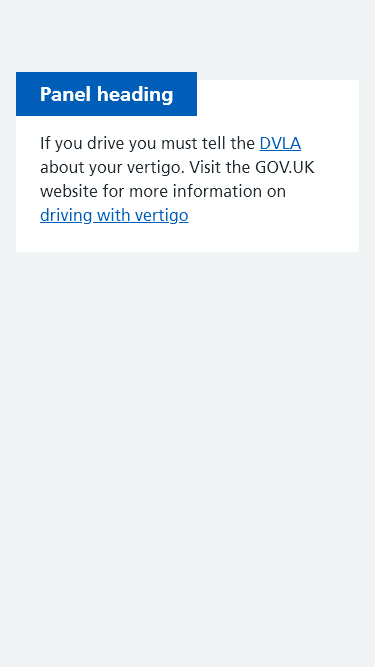 Panel heading
If you drive you must tell the DVLA
about your vertigo. Visit the GOV.UK
website for more information on
driving with vertigo